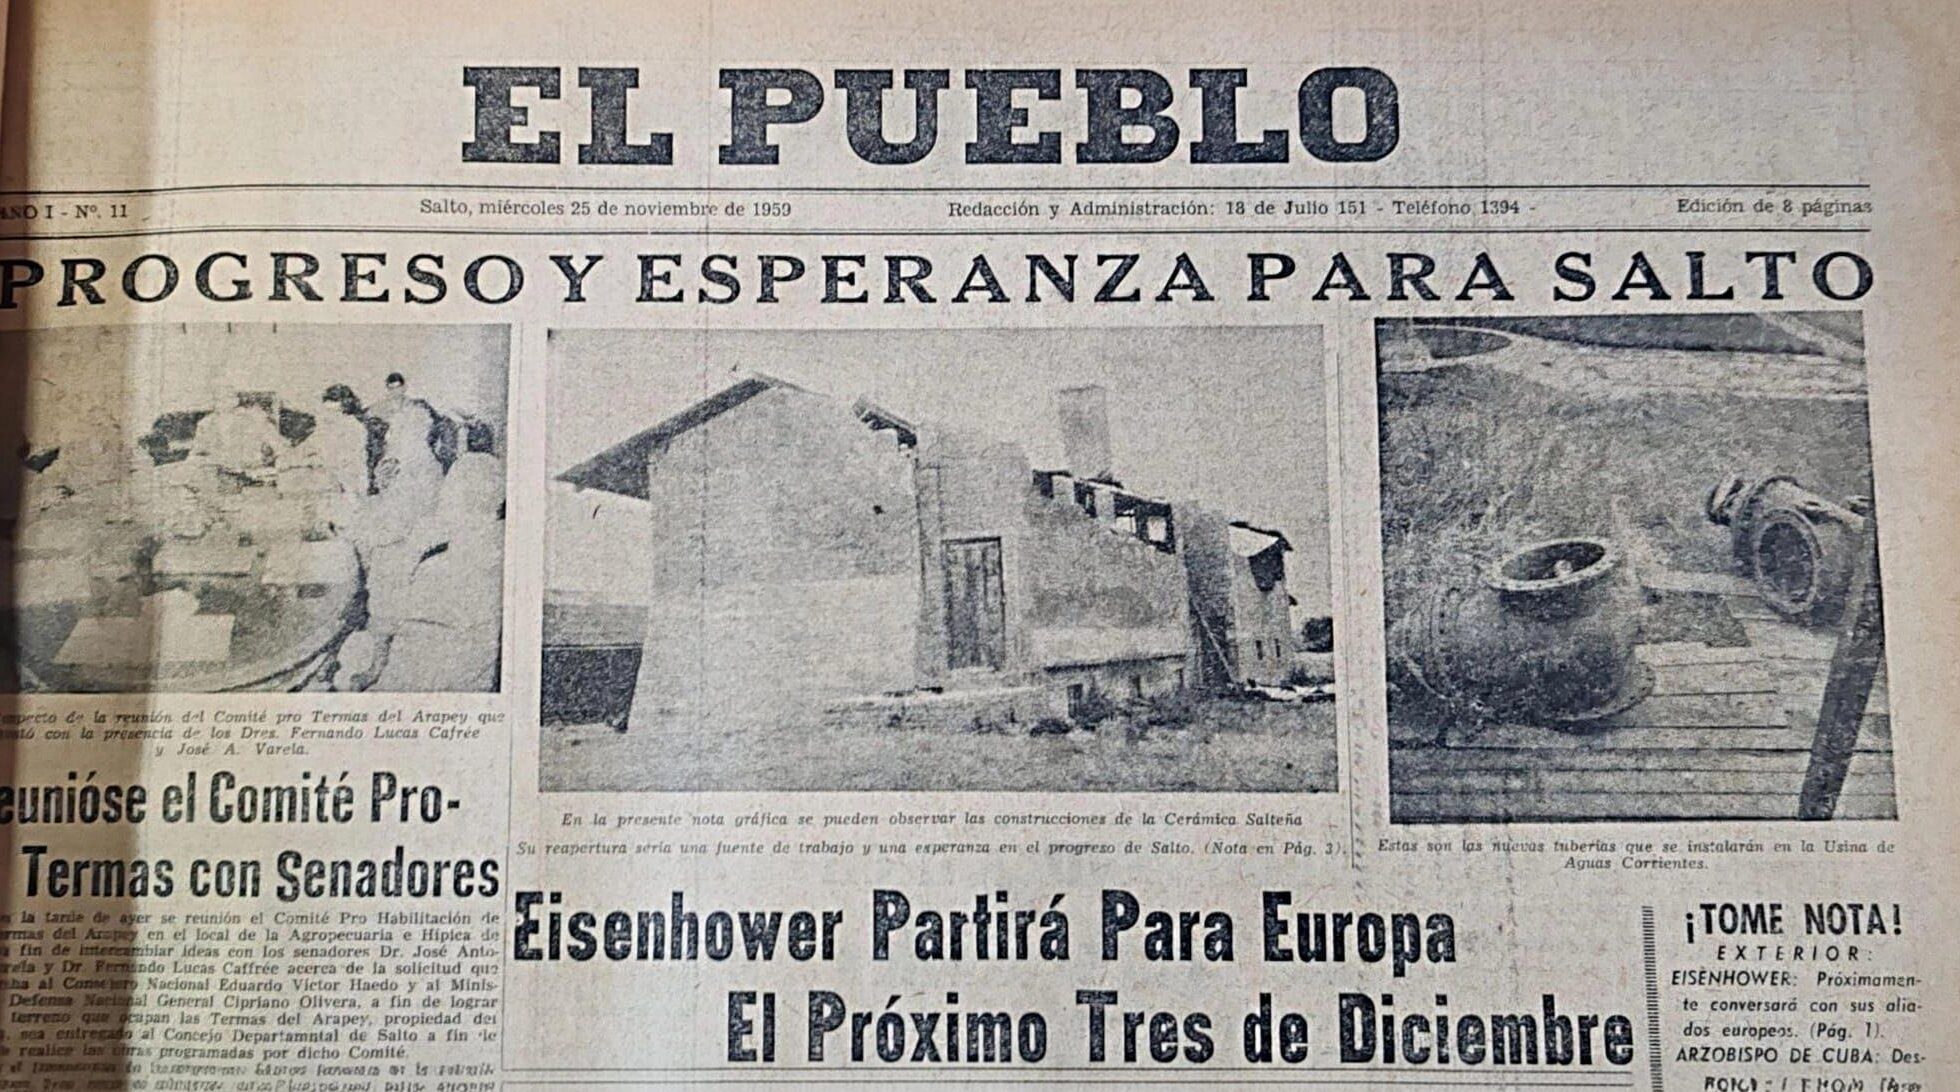 EL PUEBLO
AÑO I - Nº. 11
Salto, miércoles 25 de noviembre de 1959
Redacción y Administración: 18 de Julio 151 - Teléfono 1394 -
Edición de 8 páginas
PROGRESO Y ESPERANZA PARA SALTO
de la reunión del Comité pro Termas del Arapey que
con la presencia de los Dres. Fernando Lucas Cafrée
y José A. Varela.
eunióse el Comité Pro-
Termas con Senadores
la tarde de ayer se reunión el Comité Pro Habilitación de
rmas del Arapey en el local de la Agropecuaria e Hípica de
fin de intercambiar ideas con los senadores Dr. José Anto-
rela y Dr. Fernando Lucas Caffrée acerca de la solicitud que
al Consejero Nacional Eduardo Víctor Haedo y al Minis-
Defensa Nacional General Cipriano Olivera, a fin de lograr
terreno que ocupan las Termas del Arapey, propiedad del
sea entregado al Concejo Departamntal de Salto a fin de
realice las obras programadas por dicho Comité.
En la presente nota gráfica se pueden observar las construcciones de la Cerámica Salteña
Su reapertura sería una fuente de trabajo y una esperanza en el progreso de Salto. (Nota en Pág. 3).
Estas son las nuevas tuberías que se instalarán en la Usina de
Aguas Corrientes.
Eisenhower Partirá Para Europa
El Próximo Tres de Diciembre
¡TOME NOTA!
EXTERIOR:
EISENHOWER: Próximamen-
te conversará con sus alia-
dos europeos. (Pág. 1).
ARZOBISPO DE CUBA: Des-